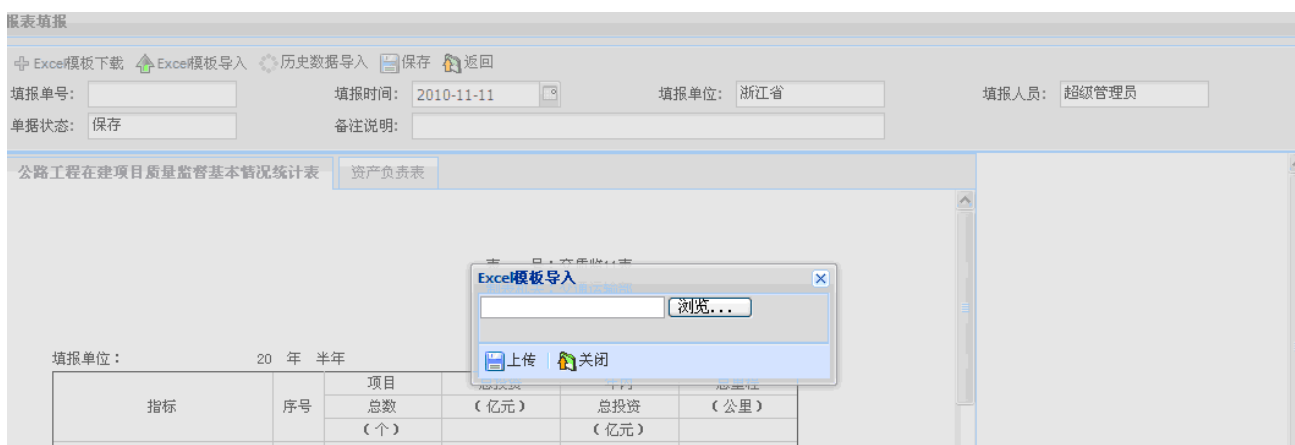 报表填报
Excel模板下载 Excel模板导入 历史数据导入 保存 返回
填报单号: 填报时间: 2010-11-11 填报单位: 浙江省 填报人员: 超级管理员
单据状态: 保存 备注说明:
公路工程在建项目质量监督基本情况统计表 资产负责表
Excel模板导入
浏览...
上传 关闭
填报单位： 20 年 半年
项目
指标 序号 总数 （亿元） 总投资 （公里）
（个） （亿元）